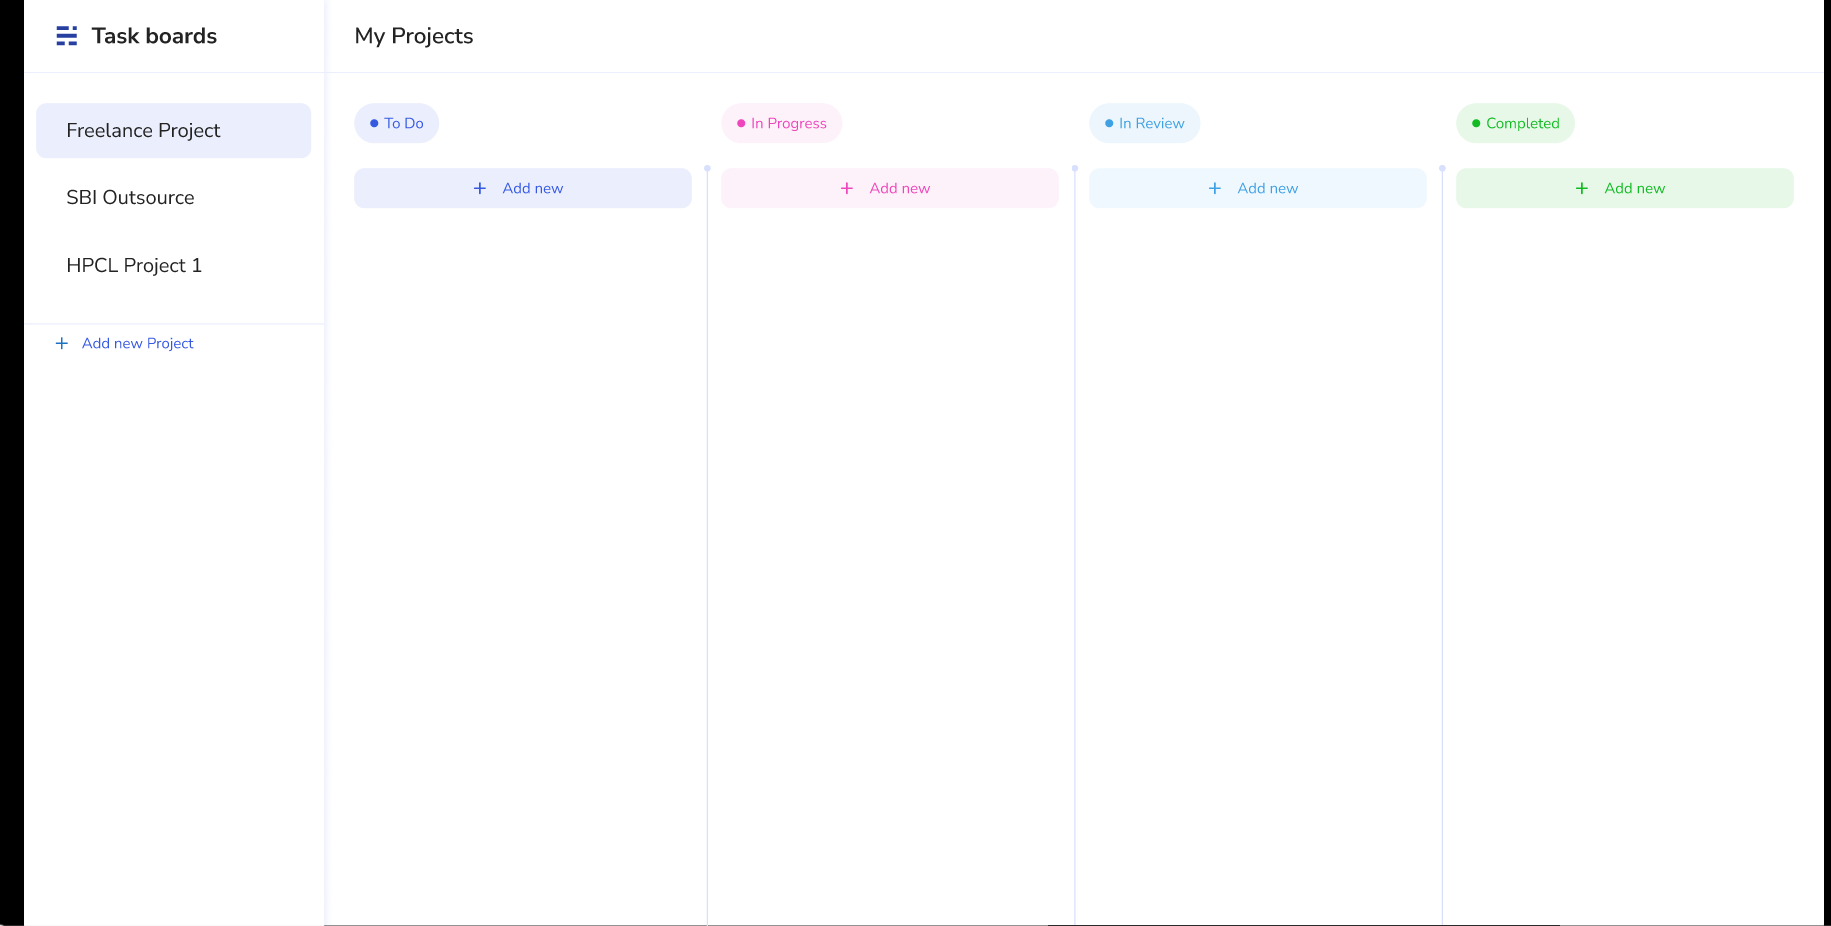 Task boards
My Projects
Freelance Project
SBI Outsource
HPCL Project 1
+ Add new Project
To Do
In Progress
In Review
Completed
+ Add new
+ Add new
+ Add new
+ Add new